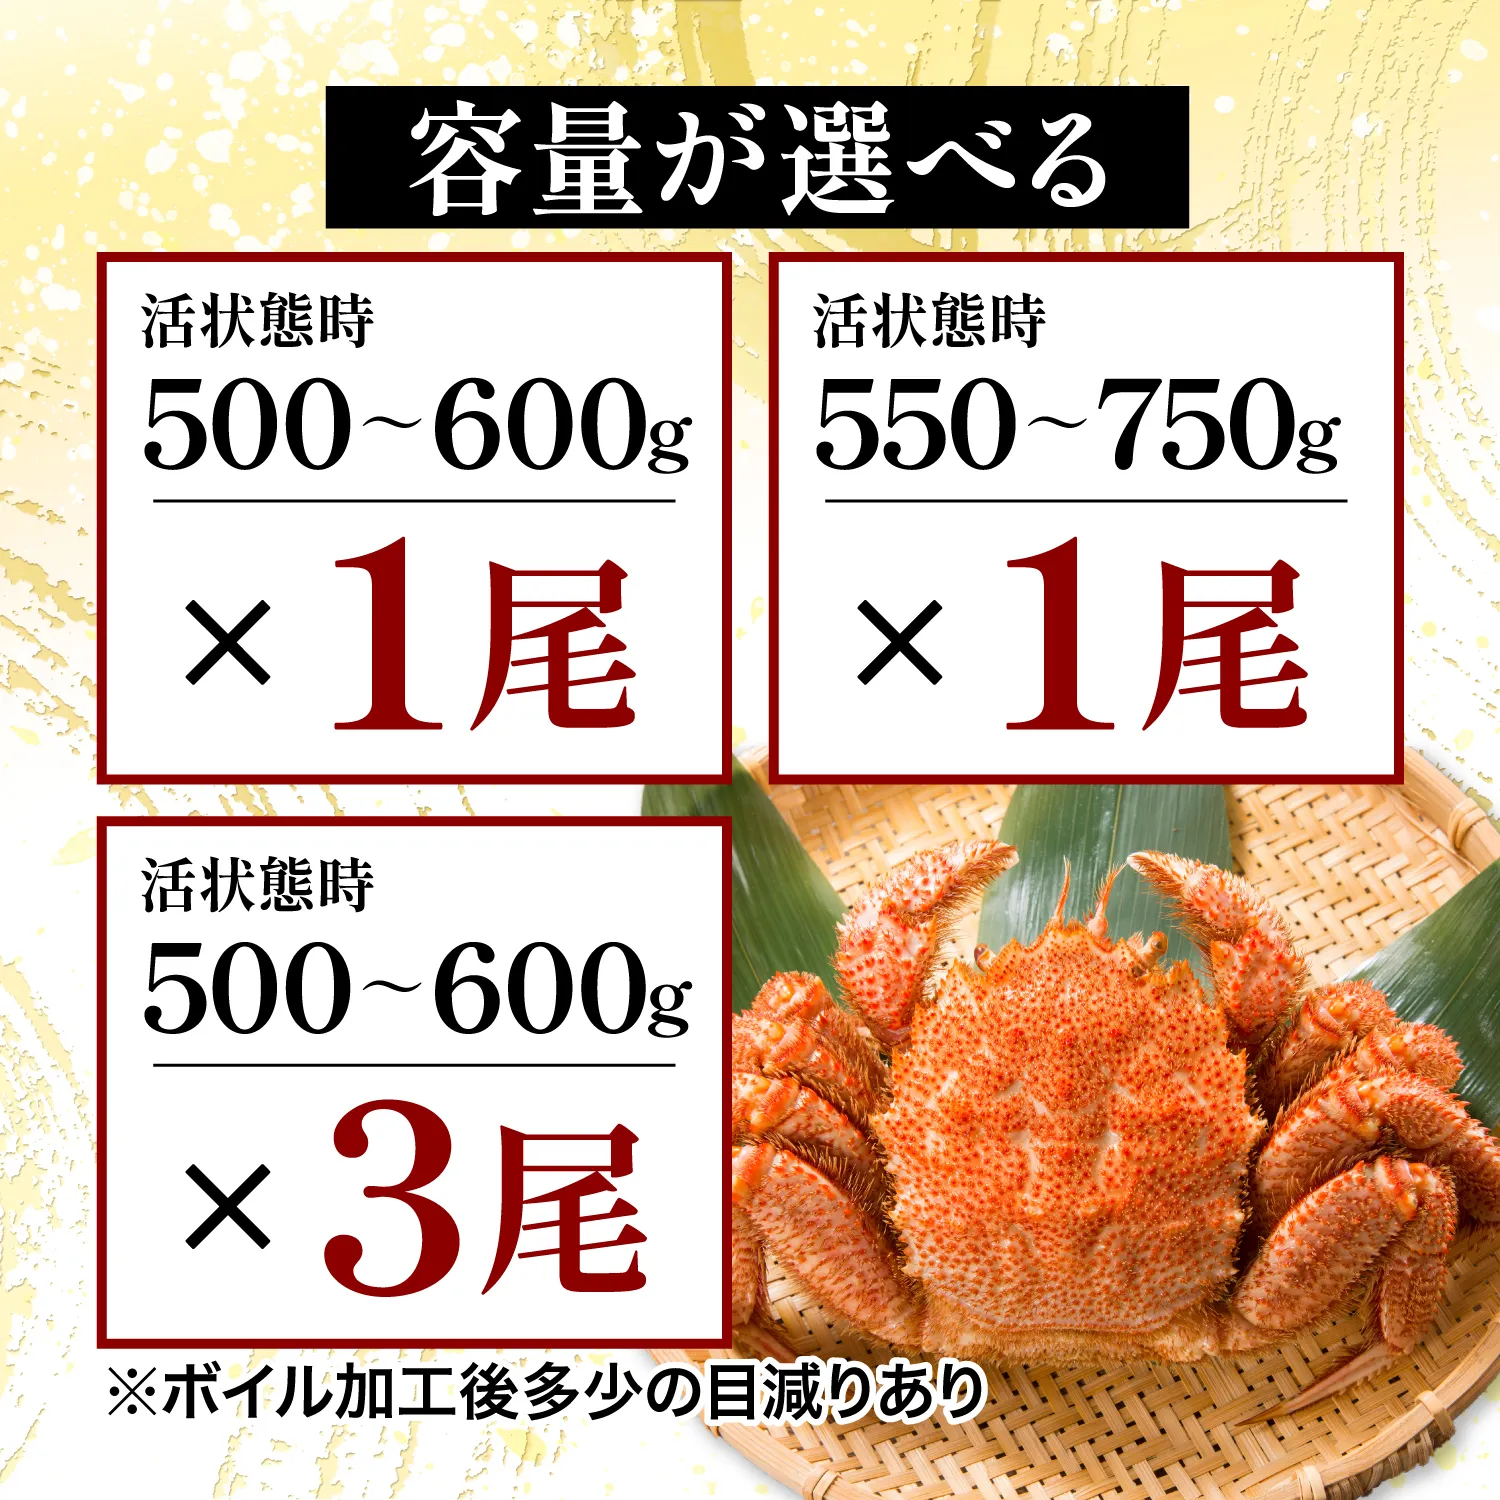 容量が選べる
活状態時
500～600g
×1尾
活状態時
550～750g
×1尾
活状態時
500～600g
×3尾
※ボイル加工後多少の目減りあり